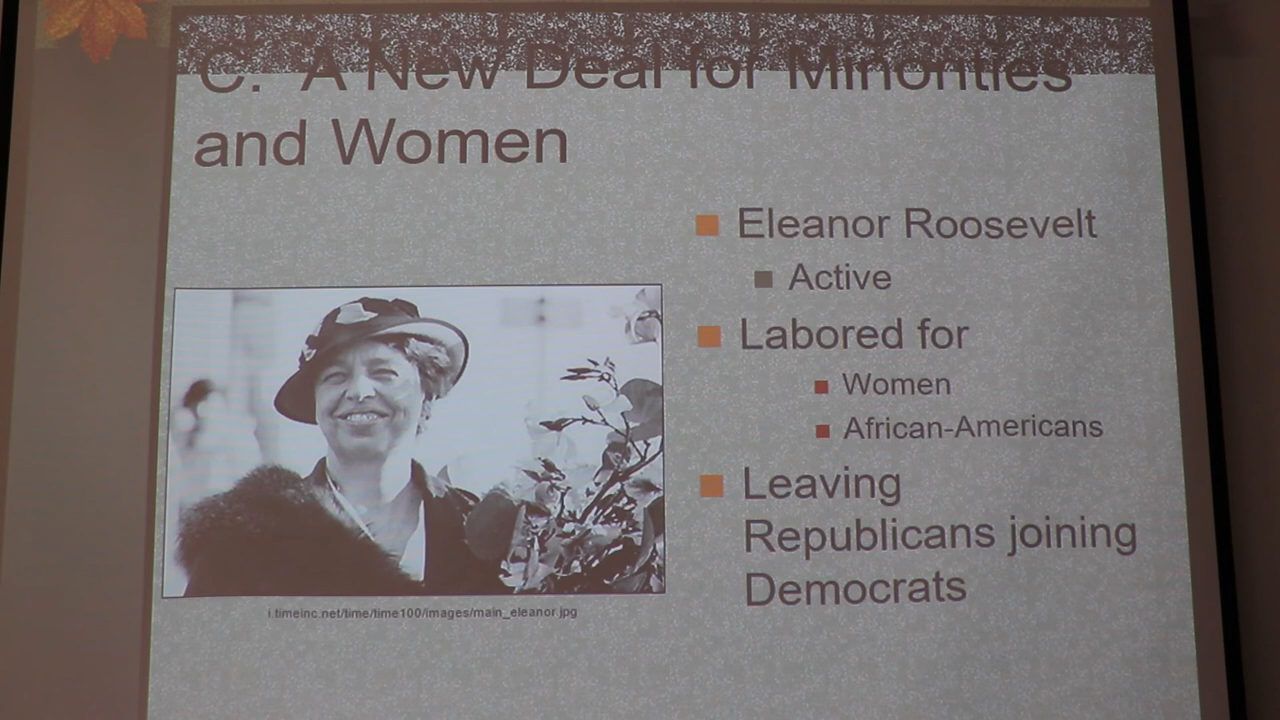 C. A New Deal for Minorities
and Women
Eleanor Roosevelt
Active
Labored for
Women
African-Americans
Leaving
Republicans joining
Democrats
i.timeinc.net/time/time100/images/main_eleanor.jpg